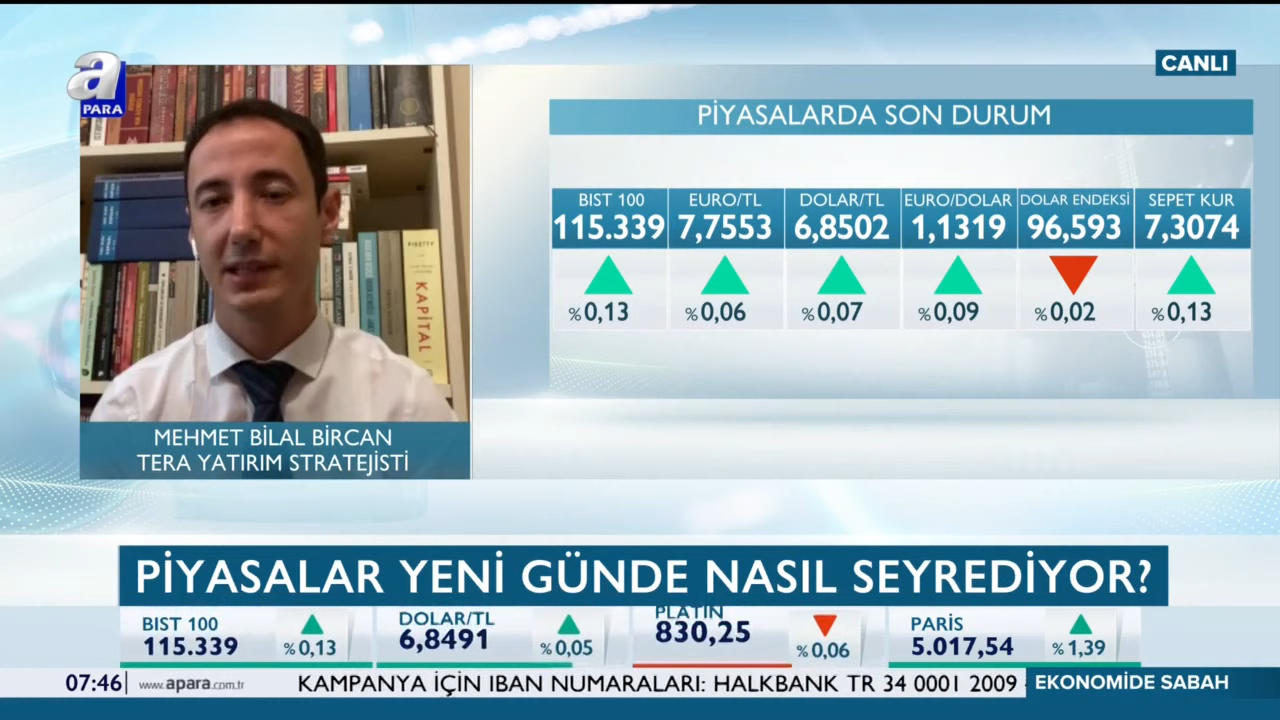 a
PARA
CANLI
PİYASALARDA SON DURUM
BIST 100
115.339
%0,13
EURO/TL
7,7553
%0,06
DOLAR/TL
6,8502
%0,07
EURO/DOLAR
1,1319
%0,09
DOLAR ENDEKSİ
96,593
%0,02
SEPET KUR
7,3074
%0,13
PIKETTY
KAPİTAL
MEHMET BİLAL BİRCAN
TERA YATIRIM STRATEJİSTİ
PİYASALAR YENİ GÜNDE NASIL SEYREDİYOR?
BIST 100
115.339
%0,13
DOLAR/TL
6,8491
%0,05
PLATİN
830,25
%0,06
PARİS
5.017,54
%1,39
07:46
www.apara.com.tr
KAMPANYA İÇİN IBAN NUMARALARI: HALKBANK TR 34 0001 2009
EKONOMİDE SABAH